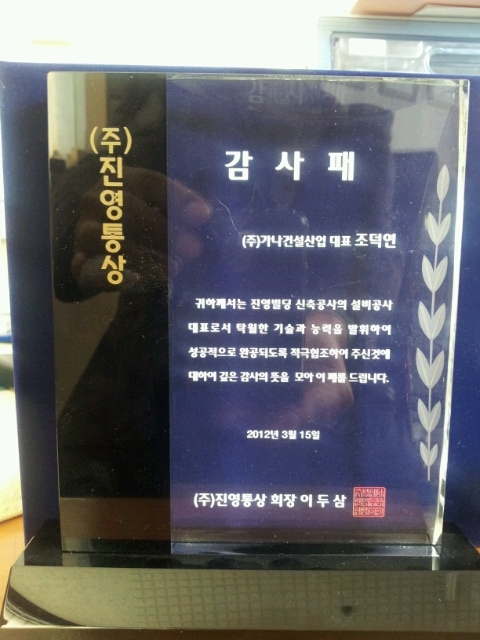 (주)진영통상
감사패
(주)가나건설산업 대표 조덕연
귀하께서는 진영빌딩 신축공사의 설비공사
대표로서 탁월한 기술과 능력을 발휘하여
성공적으로 완공되도록 적극협조하여 주신것에
대하여 깊은 감사의 뜻을 모아 이 패를 드립니다.
2012년 3월 15일
(주)진영통상 회장 이두삼